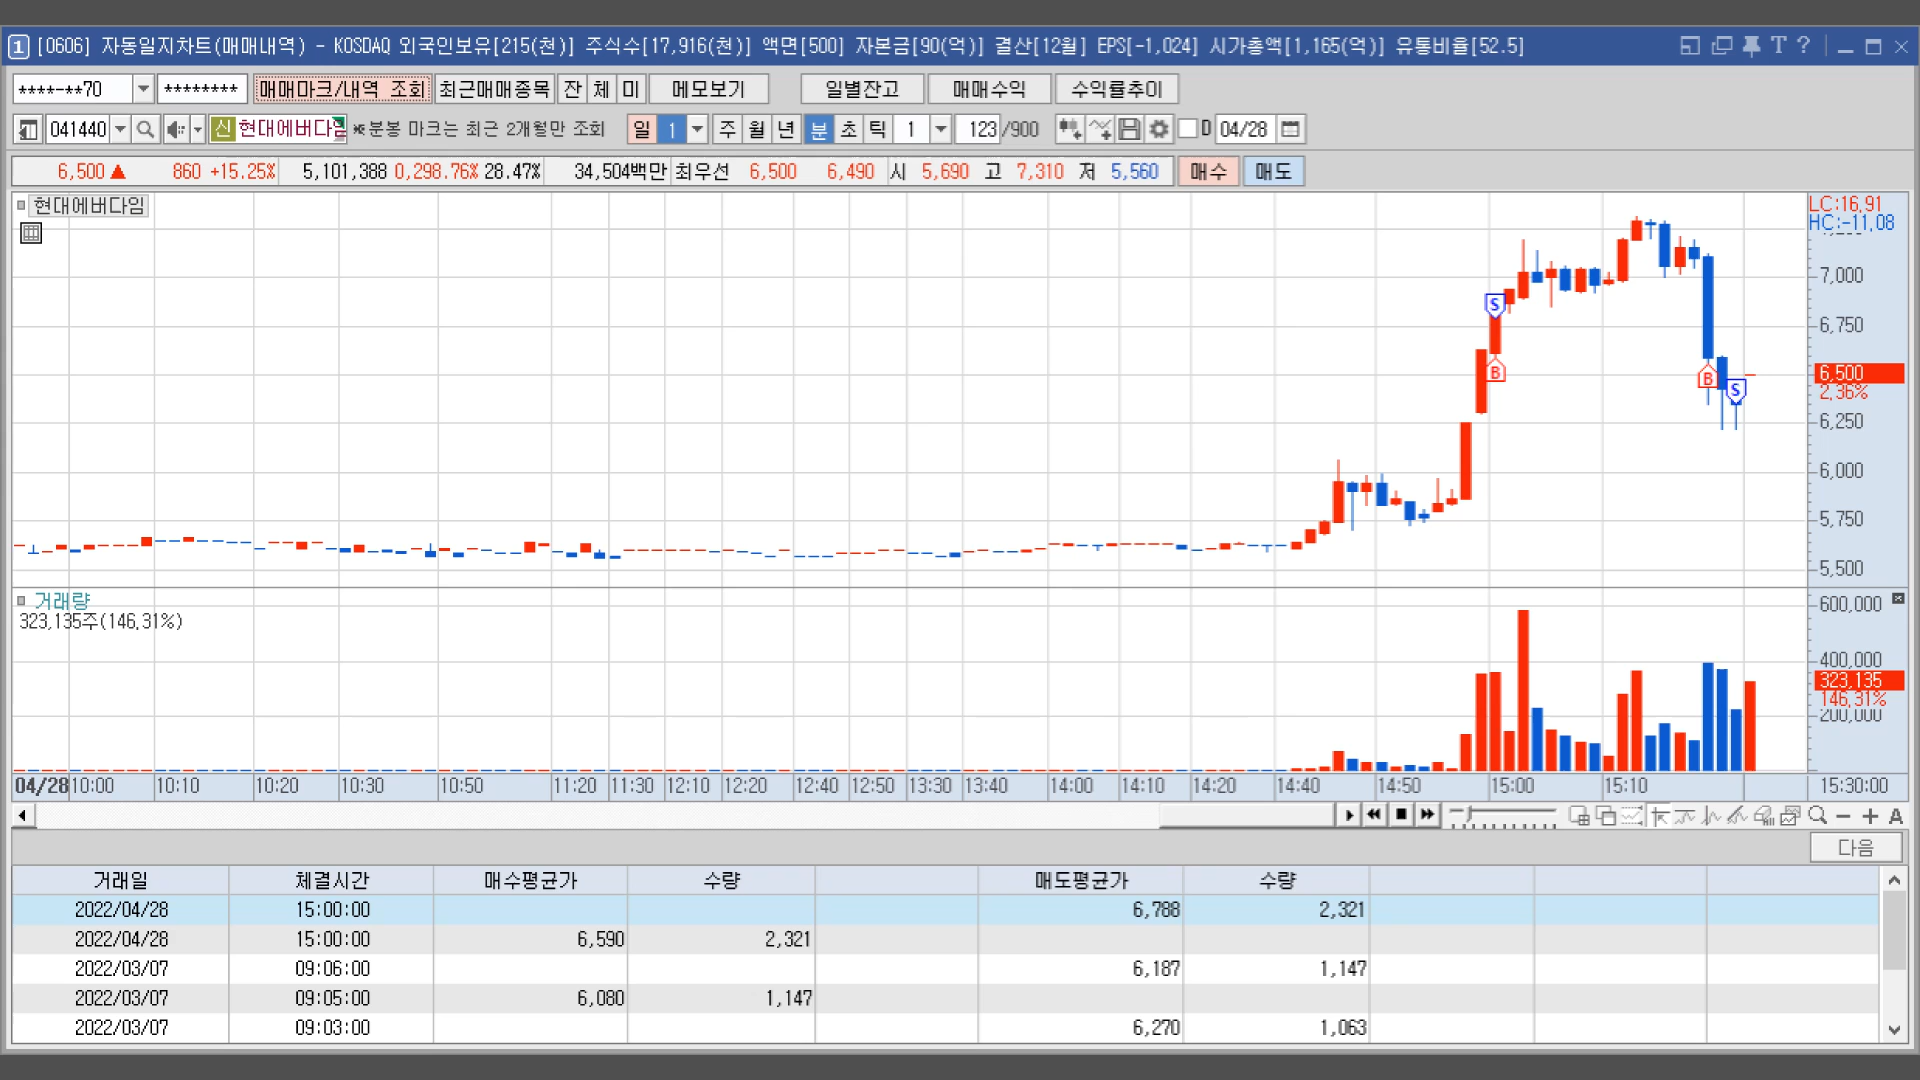 1 [0606] 자동일지차트(매매내역) - KOSDAQ 외국인보유[215(천)] 주식수[17,916(천)] 액면[500] 자본금[90(억)] 결산[12월] EPS[-1,024] 시가총액[1,165(억)] 유통비율[52.5] T ?
****-**70 ******** 매매마크/내역 조회 최근매매종목 잔 체 미 메모보기 일별잔고 매매수익 수익률추이
041440 신 현대에버다임 ※분봉 마크는 최근 2개월만 조회 일 1 주 월 년 분 초 틱 1 123 /900 D 04/28
6,500 ▲ 860 +15.25% 5,101,388 0,298.76% 28.47% 34,504백만 최우선 6,500 6,490 시 5,690 고 7,310 저 5,560 매수 매도
현대에버다임
LC:16,91
HC:-11,08
7,000
S
6,750
B B 6,500
S 2,36%
6,250
6,000
5,750
5,500
거래량
600,000
323,135주(146,31%)
400,000
323,135
146,31%
200,000
04/28 10:00 10:10 10:20 10:30 10:50 11:20 11:30 12:10 12:20 12:40 12:50 13:30 13:40 14:00 14:10 14:20 14:40 14:50 15:00 15:10 15:30:00
A
다음
거래일 체결시간 매수평균가 수량 매도평균가 수량
2022/04/28 15:00:00 6,788 2,321
2022/04/28 15:00:00 6,590 2,321
2022/03/07 09:06:00 6,187 1,147
2022/03/07 09:05:00 6,080 1,147
2022/03/07 09:03:00 6,270 1,063